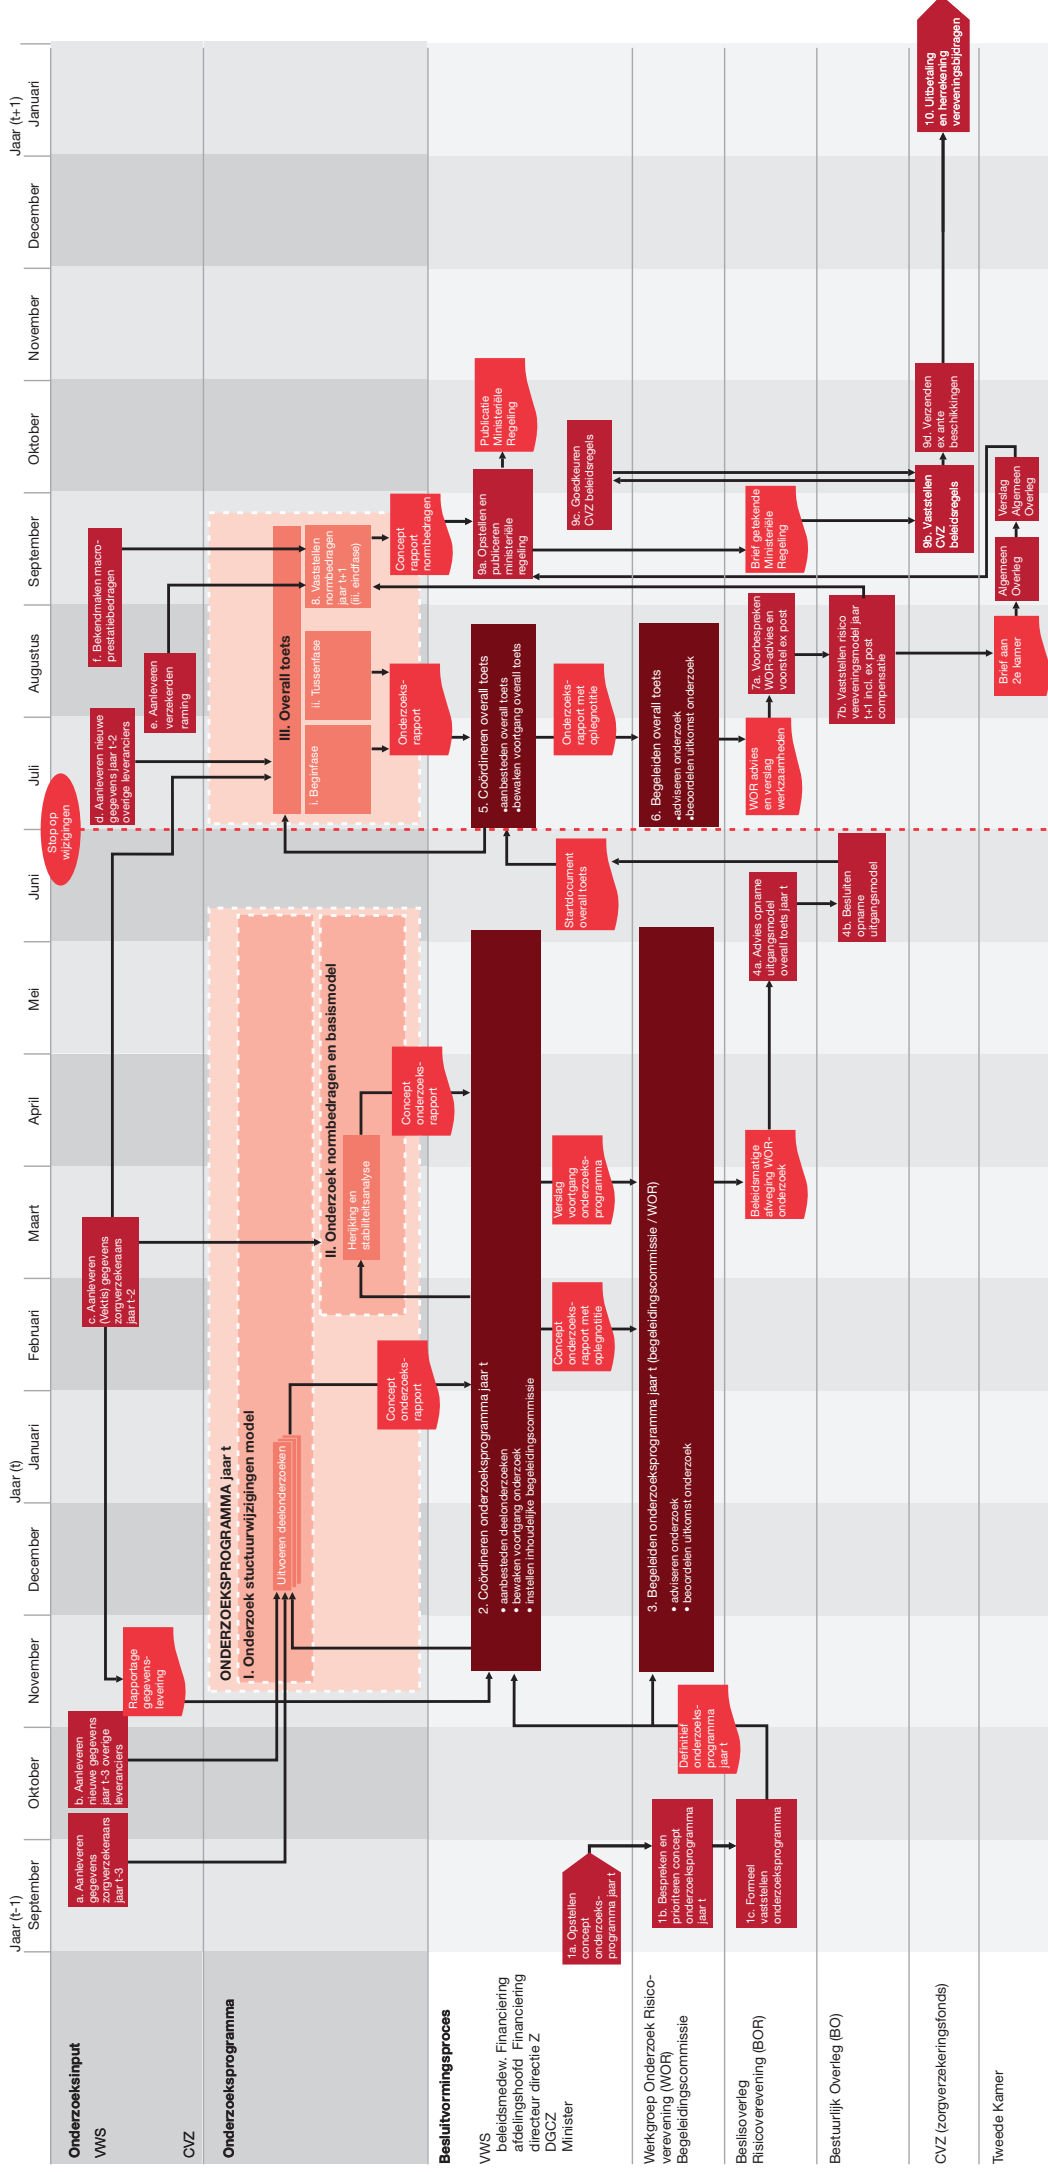 Jaar (t-1)
Jaar (t)
Jaar (t+1)
September
Oktober
November
December
Januari
Februari
Maart
April
Mei
Juni
Juli
Augustus
September
Oktober
November
December
Januari
Stop op
wijzigingen
Onderzoeksinput
VWS
CVZ
a. Aanleveren
gegevens
zorgverzekeraars
jaar t-3
b. Aanleveren
nieuwe gegevens
jaar t-3 overige
leveranciers
Rapportage
gegevens-
levering
c. Aanleveren
(Vektis) gegevens
zorgverzekeraars
jaar t-2
d. Aanleveren nieuwe
gegevens jaar t-2
overige leveranciers
e. Aanleveren
verzekerden
raming
f. Bekendmaken macro-
prestatiebedragen
Onderzoeksprogramma
ONDERZOEKSPROGRAMMA jaar t
I. Onderzoek stuctuurwijzigingen model
Uitvoeren deelonderzoeken
II. Onderzoek normbedragen en basismodel
Herijking en
stabiliteitsanalyse
Concept
onderzoeks-
rapport
Concept
onderzoeks-
rapport
III. Overall toets
i. Beginfase
ii. Tussenfase
8. Vaststellen
normbedragen
jaar t+1
(iii. eindfase)
Onderzoeks-
rapport
Concept
rapport
normbedragen
Besluitvormingsproces
VWS
beleidsmedew. Financiering
afdelingshoofd Financiering
directeur directie Z
DGCZ
Minister
1a. Opstellen
concept
onderzoeks-
programma jaar t
2. Coördineren onderzoeksprogramma jaar t
• aanbesteden deelonderzoeken
• bewaken voortgang onderzoek
• instellen inhoudelijke begeleidingscommissie
Concept
onderzoeks-
rapport met
oplegnotitie
Verslag
voortgang
onderzoeks-
programma
Startdocument
overall toets
5. Coördineren overall toets
•aanbesteden overall toets
•bewaken voortgang overall toets
Onderzoeks-
rapport met
oplegnotitie
9a. Opstellen en
publiceren
ministeriële
regeling
Publicatie
Ministeriële
Regeling
9c. Goedkeuren
CVZ beleidsregels
Werkgroep Onderzoek Risico-
verevening (WOR)
Begeleidingscommissie
1b. Bespreken en
prioriteren concept
onderzoeksprogramma
jaar t
Definitief
onderzoeks-
programma
jaar t
3. Begeleiden onderzoeksprogramma jaar t (begeleidingscommissie / WOR)
• adviseren onderzoek
• beoordelen uitkomst onderzoek
6. Begeleiden overall toets
•adviseren onderzoek
•beoordelen uitkomst onderzoek
Beslisoverleg
Risicoverevening (BOR)
1c. Formeel
vaststellen
onderzoeksprogramma
Beleidsmatige
afweging WOR-
onderzoek
4a. Advies opname
uitgangsmodel
overall toets jaar t
WOR advies
en verslag
werkzaamheden
7a. Voorbespreken
WOR-advies en
voorstel ex post
Brief getekende
Ministeriële
Regeling
Bestuurlijk Overleg (BO)
4b. Besluiten
opname
uitgangsmodel
7b. Vaststellen risico
vereveningsmodel jaar
t+1 incl. ex post
compensatie
CVZ (zorgverzekeringsfonds)
9b. Vaststellen
CVZ
beleidsregels
9d. Verzenden
ex ante
beschikkingen
10. Uitbetaling
en herrekening
vereveningsbijdragen
Tweede Kamer
Brief aan
2e kamer
Algemeen
Overleg
Verslag
Algemeen
Overleg